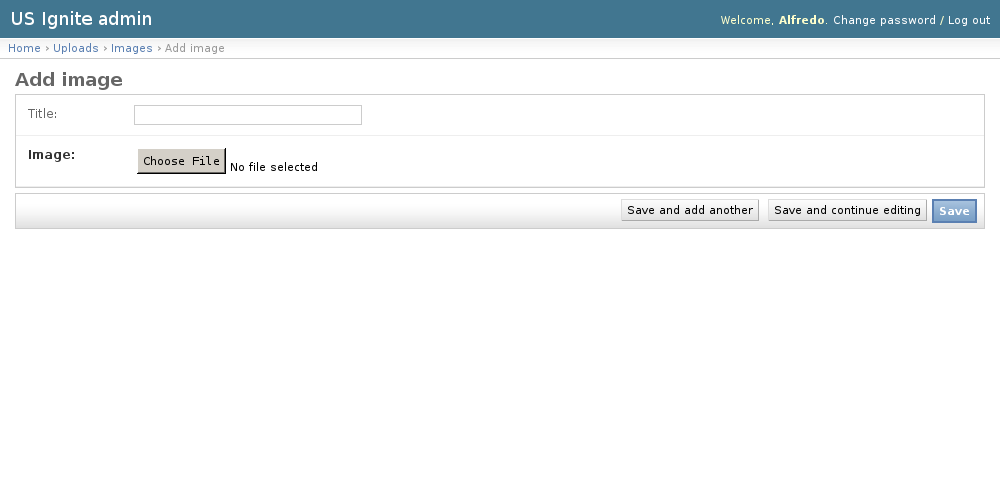 US Ignite admin
Welcome, Alfredo. Change password / Log out
Home › Uploads › Images › Add image
Add image
Title:
Image: Choose File No file selected
Save and add another Save and continue editing Save